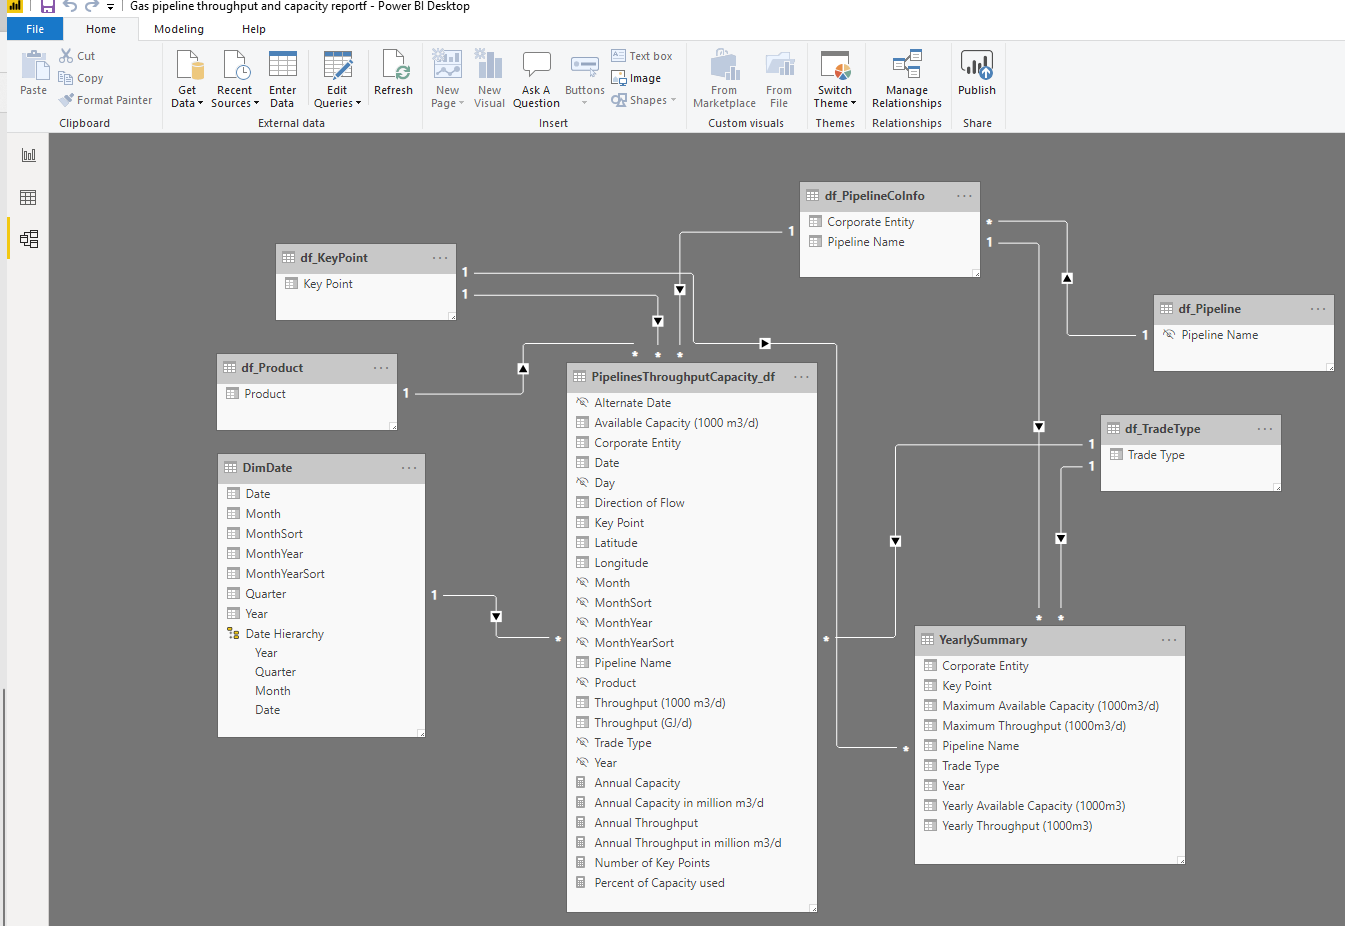 Gas pipeline throughput and capacity reportf - Power BI Desktop
File Home Modeling Help
Paste
Cut
Copy
Format Painter
Clipboard
Get Data
Recent Sources
Enter Data
Edit Queries
Refresh
External data
New Page
New Visual
Ask A Question
Buttons
Text box
Image
Shapes
Insert
From Marketplace
From File
Custom visuals
Switch Theme
Themes
Manage Relationships
Relationships
Publish
Share
df_PipelineCoInfo
Corporate Entity
Pipeline Name
1
*
1
df_KeyPoint
Key Point
1
1
df_Pipeline
Pipeline Name
1
df_Product
Product
1
* * *
PipelinesThroughputCapacity_df
Alternate Date
Available Capacity (1000 m3/d)
Corporate Entity
Date
Day
Direction of Flow
Key Point
Latitude
Longitude
Month
MonthSort
MonthYear
MonthYearSort
Pipeline Name
Product
Throughput (1000 m3/d)
Throughput (GJ/d)
Trade Type
Year
Annual Capacity
Annual Capacity in million m3/d
Annual Throughput
Annual Throughput in million m3/d
Number of Key Points
Percent of Capacity used
*
*
df_TradeType
Trade Type
1
1
DimDate
Date
Month
MonthSort
MonthYear
MonthYearSort
Quarter
Year
Date Hierarchy
Year
Quarter
Month
Date
1
* *
YearlySummary
Corporate Entity
Key Point
Maximum Available Capacity (1000m3/d)
Maximum Throughput (1000m3/d)
Pipeline Name
Trade Type
Year
Yearly Available Capacity (1000m3)
Yearly Throughput (1000m3)
*